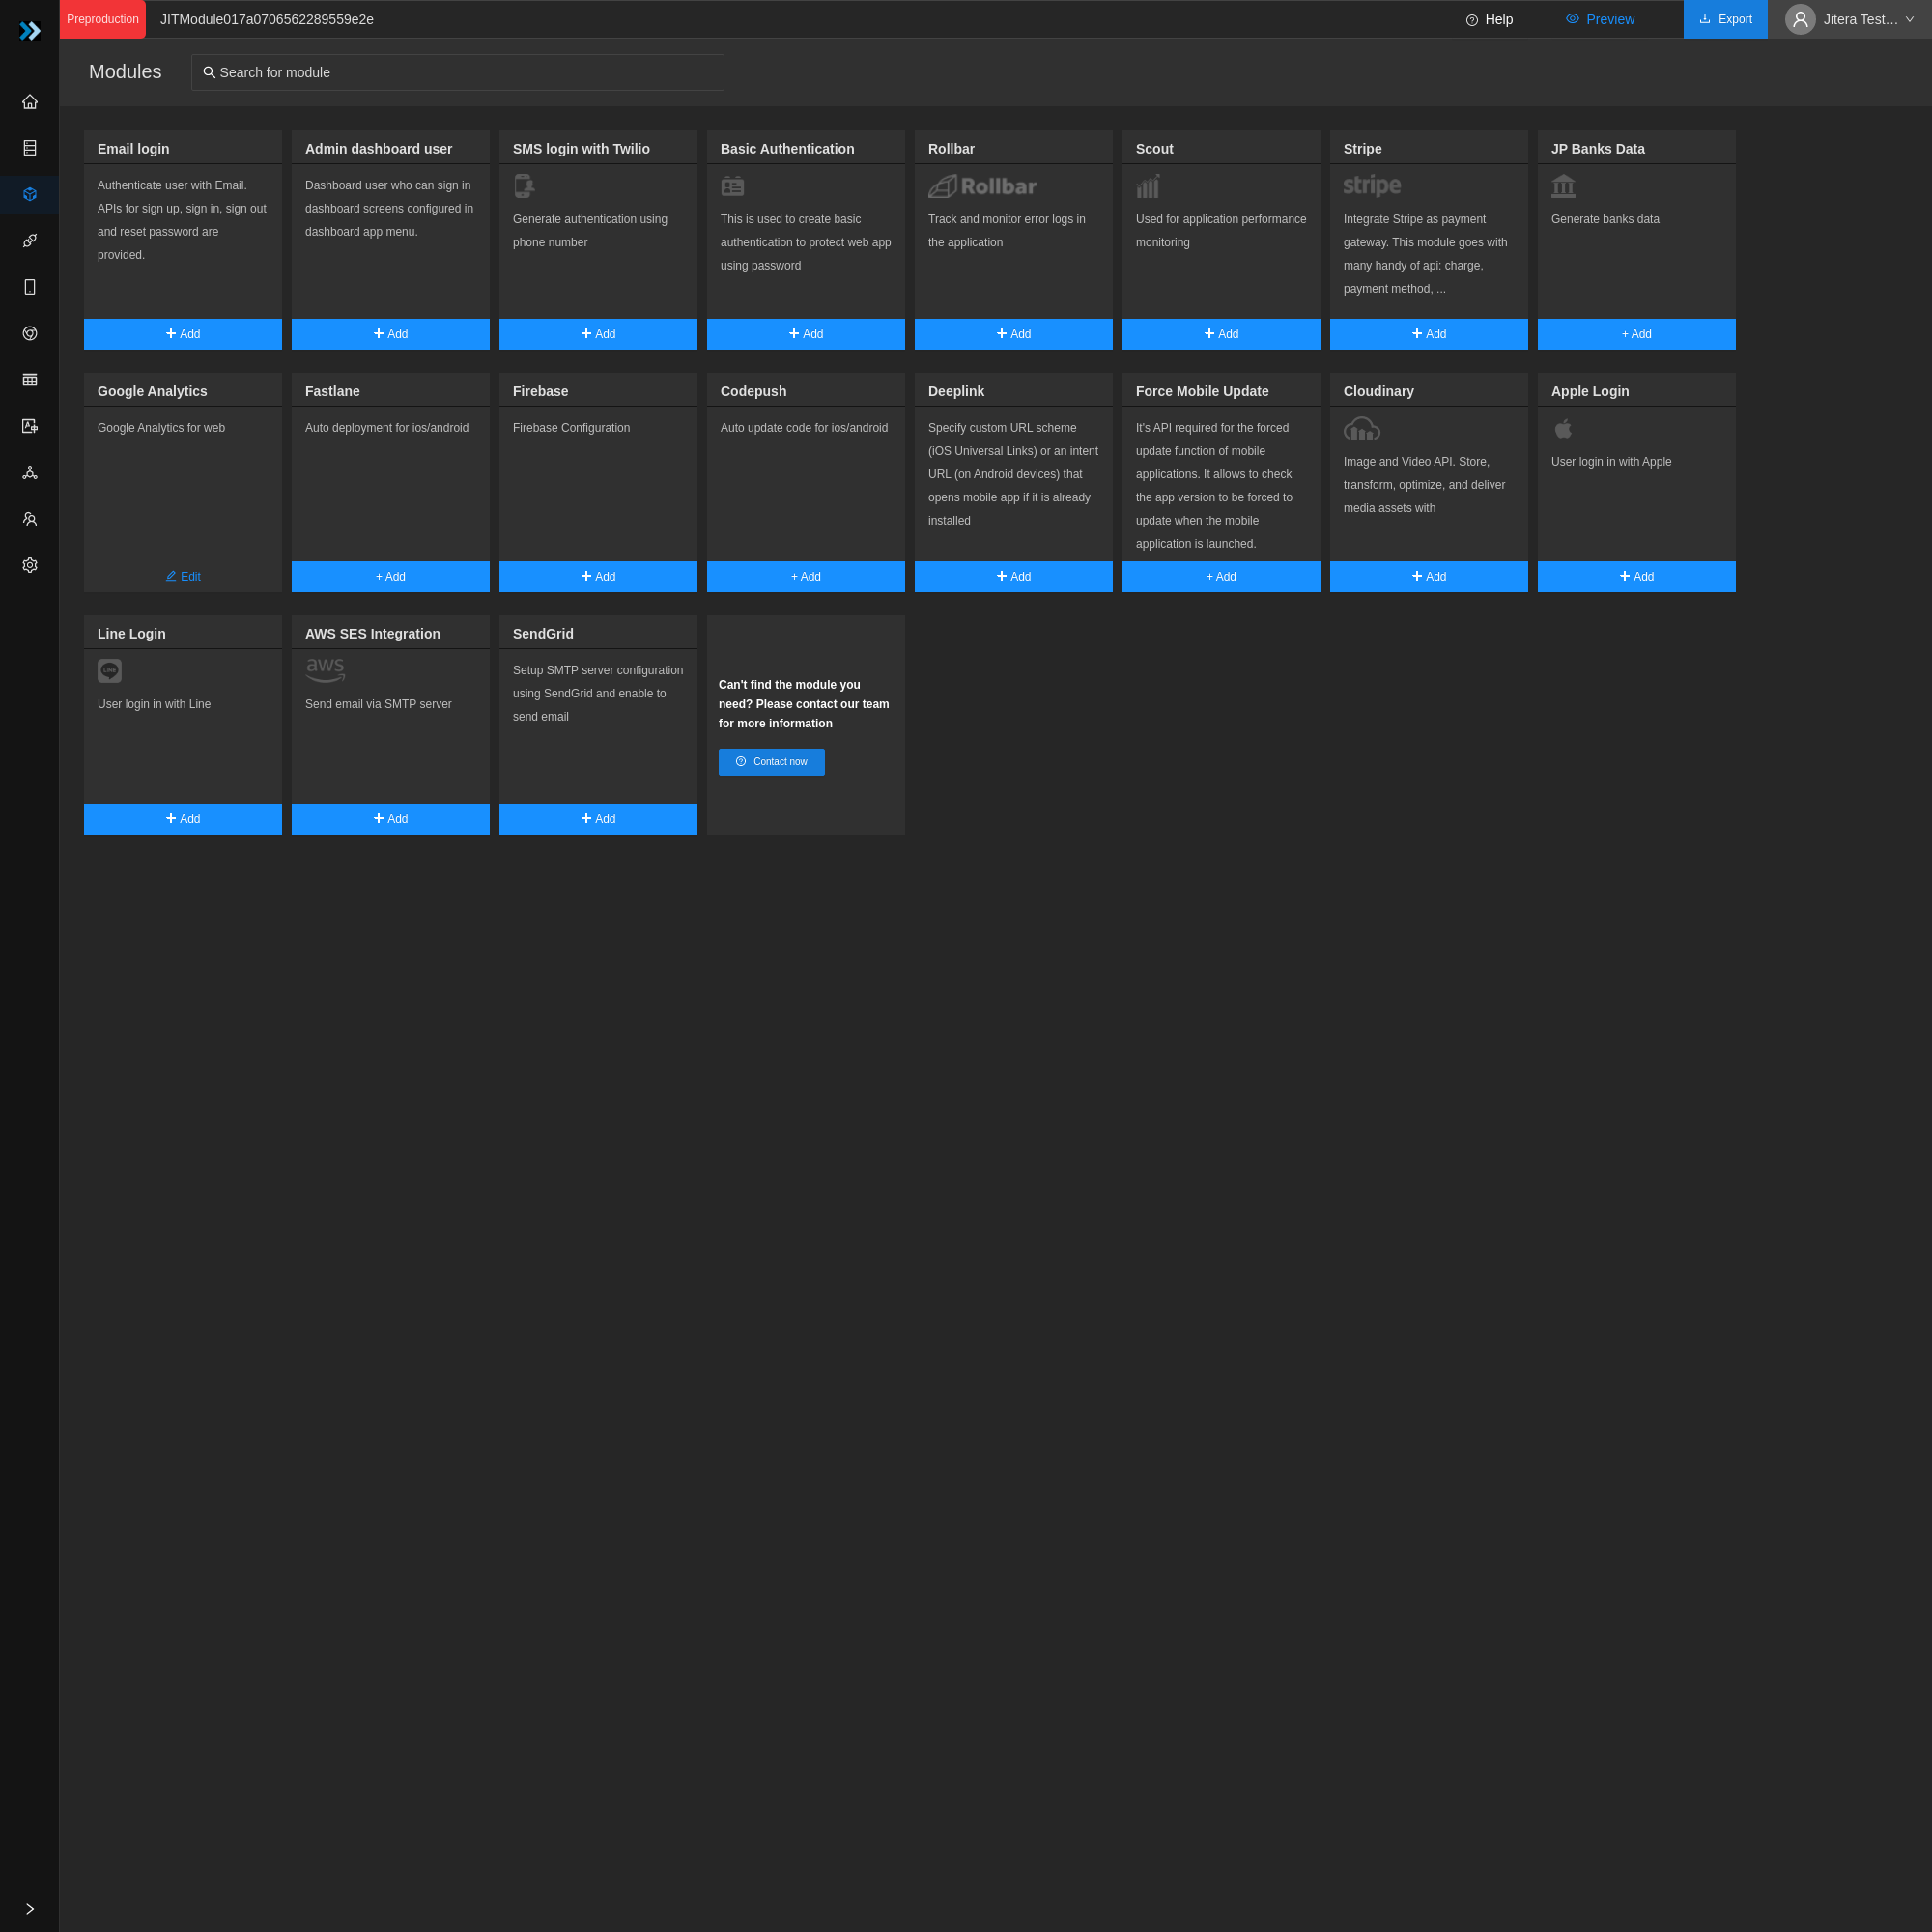 Preproduction
JITModule017a0706562289559e2e
Help
Preview
Export
Jitera Test…
Modules
Search for module
Email login
Authenticate user with Email.
APIs for sign up, sign in, sign out
and reset password are
provided.
Add
Admin dashboard user
Dashboard user who can sign in
dashboard screens configured in
dashboard app menu.
Add
SMS login with Twilio
Generate authentication using
phone number
Add
Basic Authentication
This is used to create basic
authentication to protect web app
using password
Add
Rollbar
Rollbar
Track and monitor error logs in
the application
Add
Scout
Used for application performance
monitoring
Add
Stripe
stripe
Integrate Stripe as payment
gateway. This module goes with
many handy of api: charge,
payment method, ...
Add
JP Banks Data
Generate banks data
+ Add
Google Analytics
Google Analytics for web
Edit
Fastlane
Auto deployment for ios/android
+ Add
Firebase
Firebase Configuration
Add
Codepush
Auto update code for ios/android
+ Add
Deeplink
Specify custom URL scheme
(iOS Universal Links) or an intent
URL (on Android devices) that
opens mobile app if it is already
installed
Add
Force Mobile Update
It's API required for the forced
update function of mobile
applications. It allows to check
the app version to be forced to
update when the mobile
application is launched.
+ Add
Cloudinary
Image and Video API. Store,
transform, optimize, and deliver
media assets with
Add
Apple Login
User login in with Apple
Add
Line Login
LINE
User login in with Line
Add
AWS SES Integration
aws
Send email via SMTP server
Add
SendGrid
Setup SMTP server configuration
using SendGrid and enable to
send email
Add
Can't find the module you
need? Please contact our team
for more information
Contact now